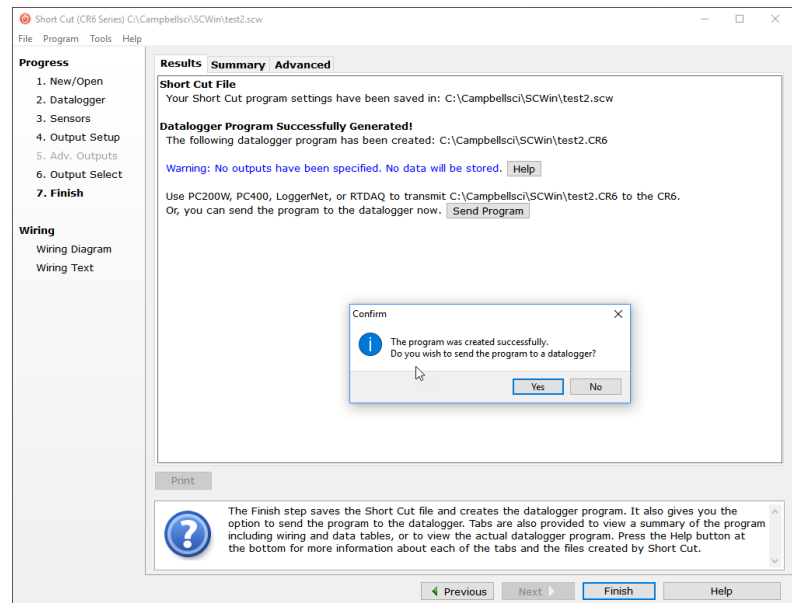 Short Cut (CR6 Series) C:\Campbellsci\SCWin\test2.scw
File Program Tools Help
Progress
1. New/Open
2. Datalogger
3. Sensors
4. Output Setup
5. Adv. Outputs
6. Output Select
7. Finish
Wiring
Wiring Diagram
Wiring Text
Results Summary Advanced
Short Cut File
Your Short Cut program settings have been saved in: C:\Campbellsci\SCWin\test2.scw
Datalogger Program Successfully Generated!
The following datalogger program has been created: C:\Campbellsci\SCWin\test2.CR6
Warning: No outputs have been specified. No data will be stored. Help
Use PC200W, PC400, LoggerNet, or RTDAQ to transmit C:\Campbellsci\SCWin\test2.CR6 to the CR6.
Or, you can send the program to the datalogger now. Send Program
Confirm
The program was created successfully.
Do you wish to send the program to a datalogger?
Yes No
Print
The Finish step saves the Short Cut file and creates the datalogger program. It also gives you the
option to send the program to the datalogger. Tabs are also provided to view a summary of the program
including wiring and data tables, or to view the actual datalogger program. Press the Help button at
the bottom for more information about each of the tabs and the files created by Short Cut.
Previous Next Finish Help